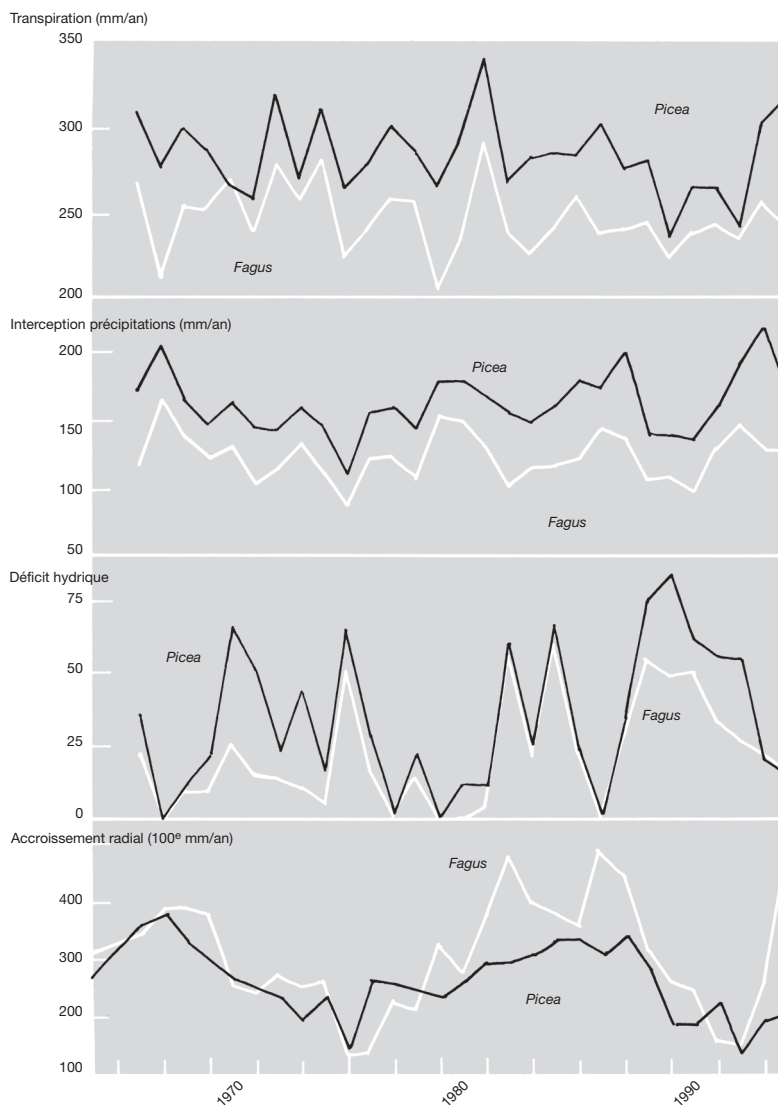 Transpiration (mm/an)
350
300
Picea
250
Fagus
200
Interception précipitations (mm/an)
200
Picea
150
100
Fagus
50
Déficit hydrique
75
Picea
50
Fagus
25
0
Accroissement radial (100e mm/an)
Fagus
400
300
Picea
200
100
1970
1980
1990